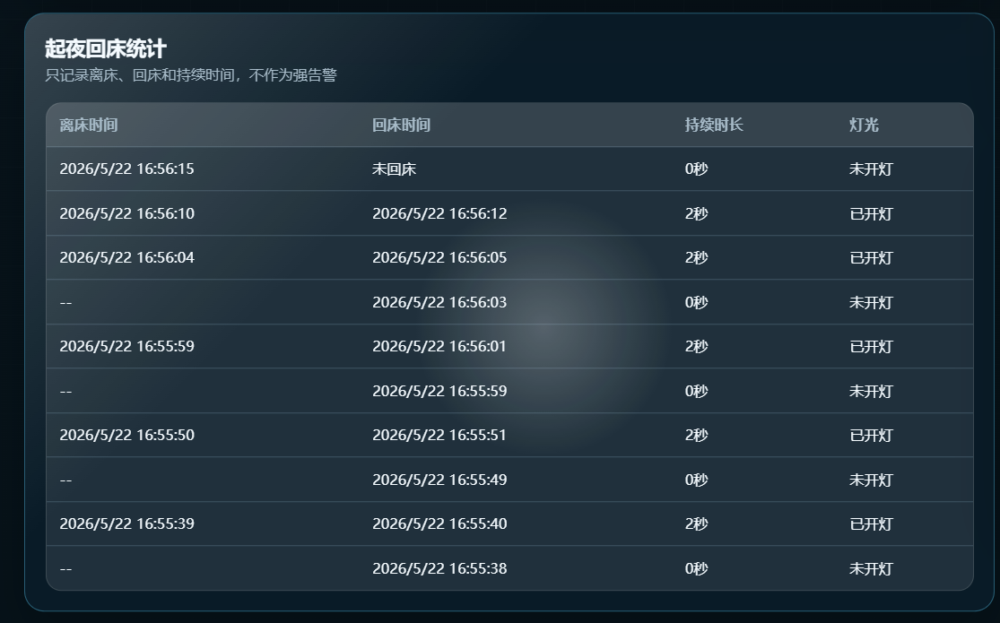 起夜回床统计
只记录离床、回床和持续时间，不作为强告警
离床时间 回床时间 持续时长 灯光
2026/5/22 16:56:15 未回床 0秒 未开灯
2026/5/22 16:56:10 2026/5/22 16:56:12 2秒 已开灯
2026/5/22 16:56:04 2026/5/22 16:56:05 2秒 已开灯
-- 2026/5/22 16:56:03 0秒 未开灯
2026/5/22 16:55:59 2026/5/22 16:56:01 2秒 已开灯
-- 2026/5/22 16:55:59 0秒 未开灯
2026/5/22 16:55:50 2026/5/22 16:55:51 2秒 已开灯
-- 2026/5/22 16:55:49 0秒 未开灯
2026/5/22 16:55:39 2026/5/22 16:55:40 2秒 已开灯
-- 2026/5/22 16:55:38 0秒 未开灯